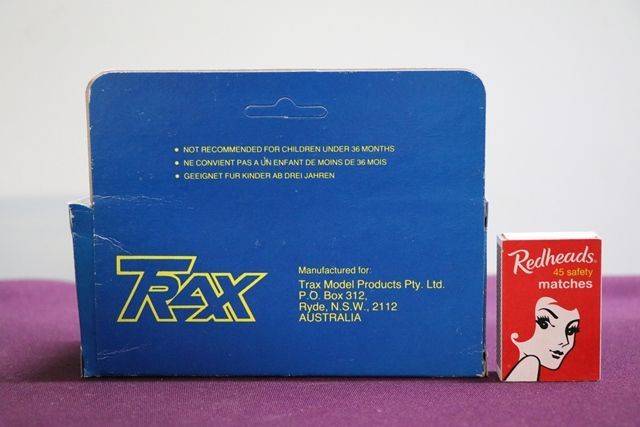 • NOT RECOMMENDED FOR CHILDREN UNDER 36 MONTHS
• NE CONVIENT PAS A UN ENFANT DE MOINS DE 36 MOIS
• GEEIGNET FUR KINDER AB DREI JAHREN
TRAX
Manufactured for:
Trax Model Products Pty. Ltd.
P.O. Box 312,
Ryde, N.S.W., 2112
AUSTRALIA
Redheads
45 safety
matches